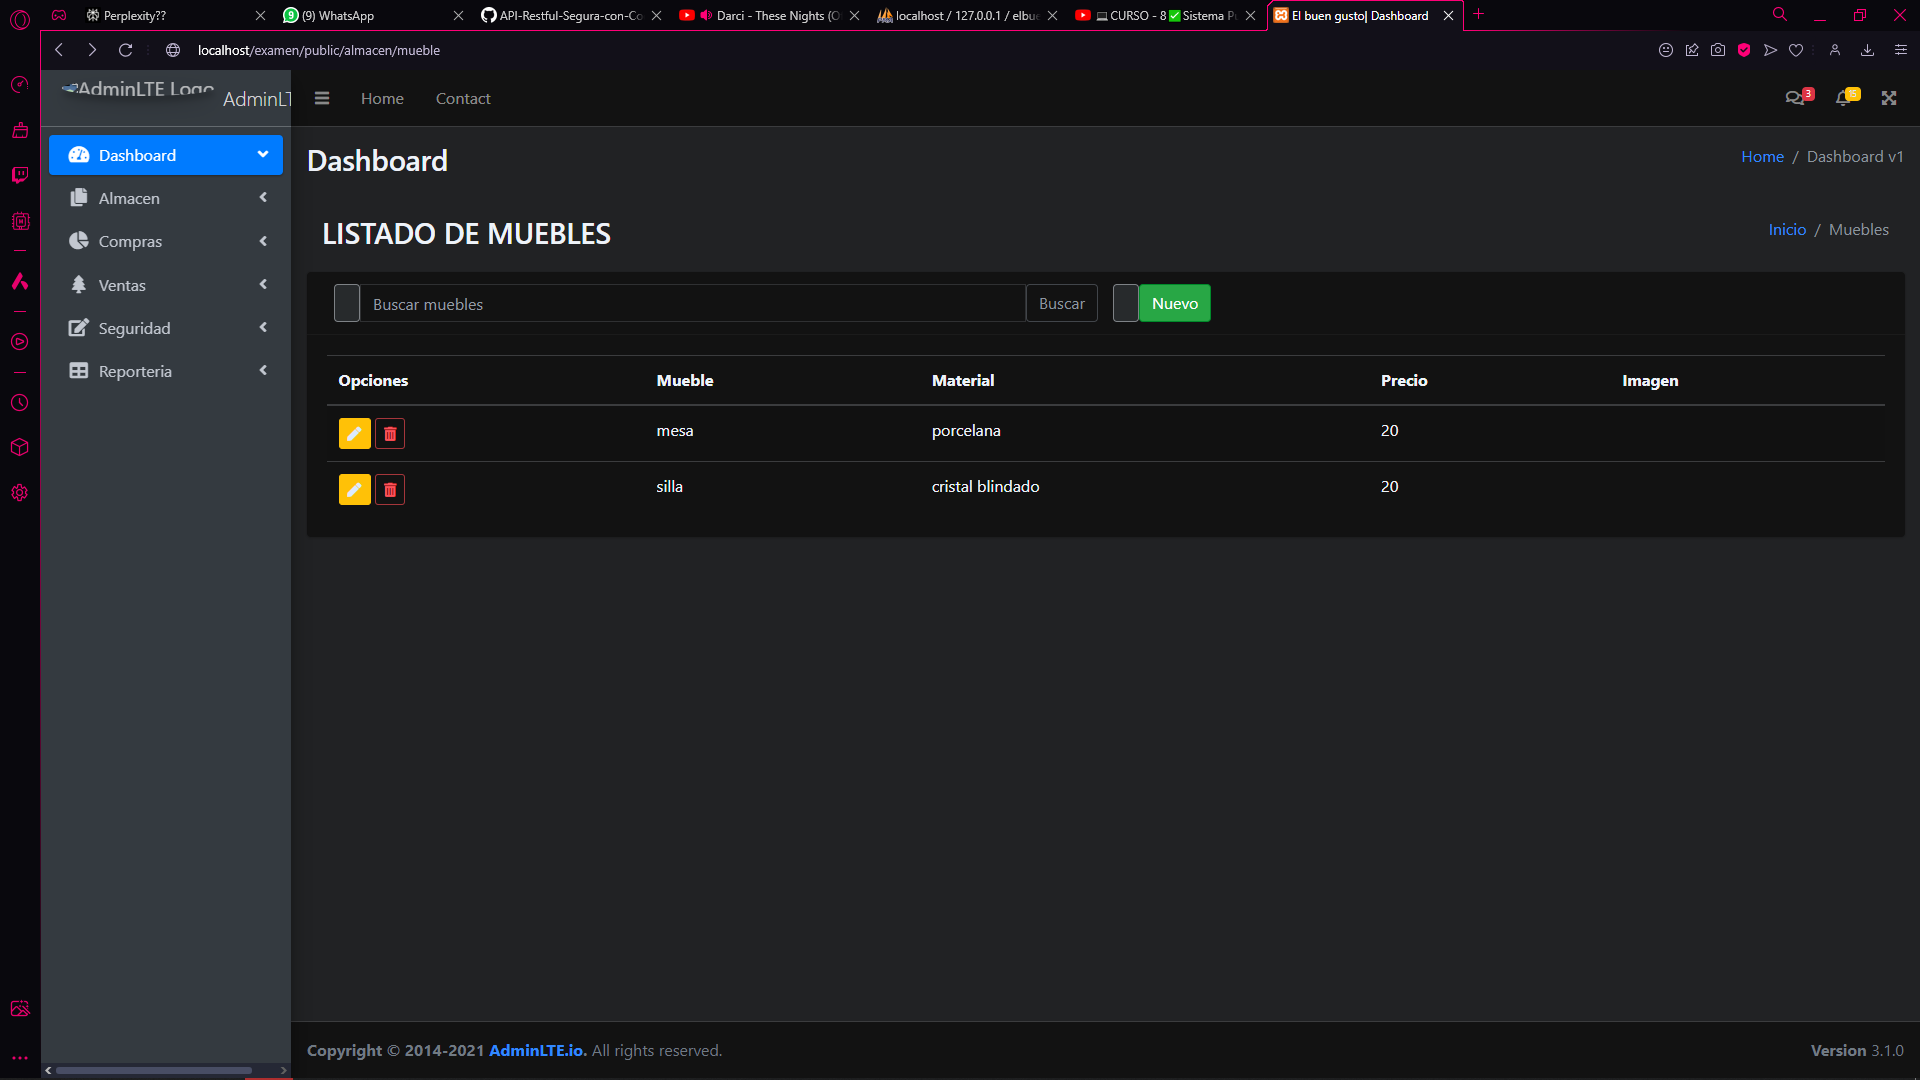 Perplexity??
(9) WhatsApp
API-Restful-Segura-con-Co
Darci - These Nights (O
localhost / 127.0.0.1 / elbue
CURSO - 8 Sistema P
El buen gusto| Dashboard
localhost/examen/public/almacen/mueble
AdminLTE Logo
AdminLT
Home
Contact
3
15
Dashboard
Almacen
Compras
Ventas
Seguridad
Reporteria
Dashboard
Home / Dashboard v1
LISTADO DE MUEBLES
Inicio / Muebles
Buscar muebles
Buscar
Nuevo
Opciones Mueble Material Precio Imagen
mesa porcelana 20
silla cristal blindado 20
Copyright © 2014-2021 AdminLTE.io. All rights reserved.
Version 3.1.0